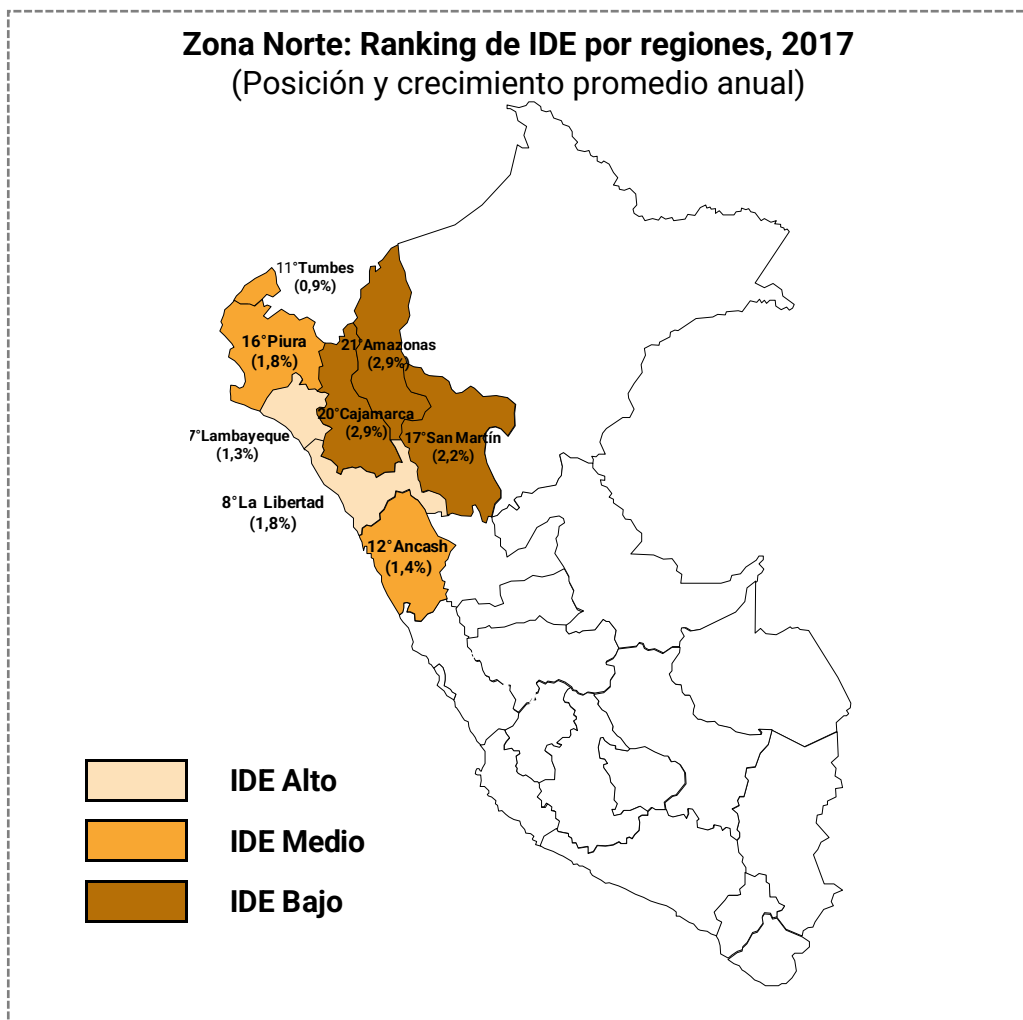 Zona Norte: Ranking de IDE por regiones, 2017
(Posición y crecimiento promedio anual)
11°Tumbes
(0,9%)
16°Piura
(1,8%)
21°Amazonas
(2,9%)
20°Cajamarca
(2,9%)
7°Lambayeque
(1,3%)
17°San Martín
(2,2%)
8°La Libertad
(1,8%)
12°Ancash
(1,4%)
IDE Alto
IDE Medio
IDE Bajo